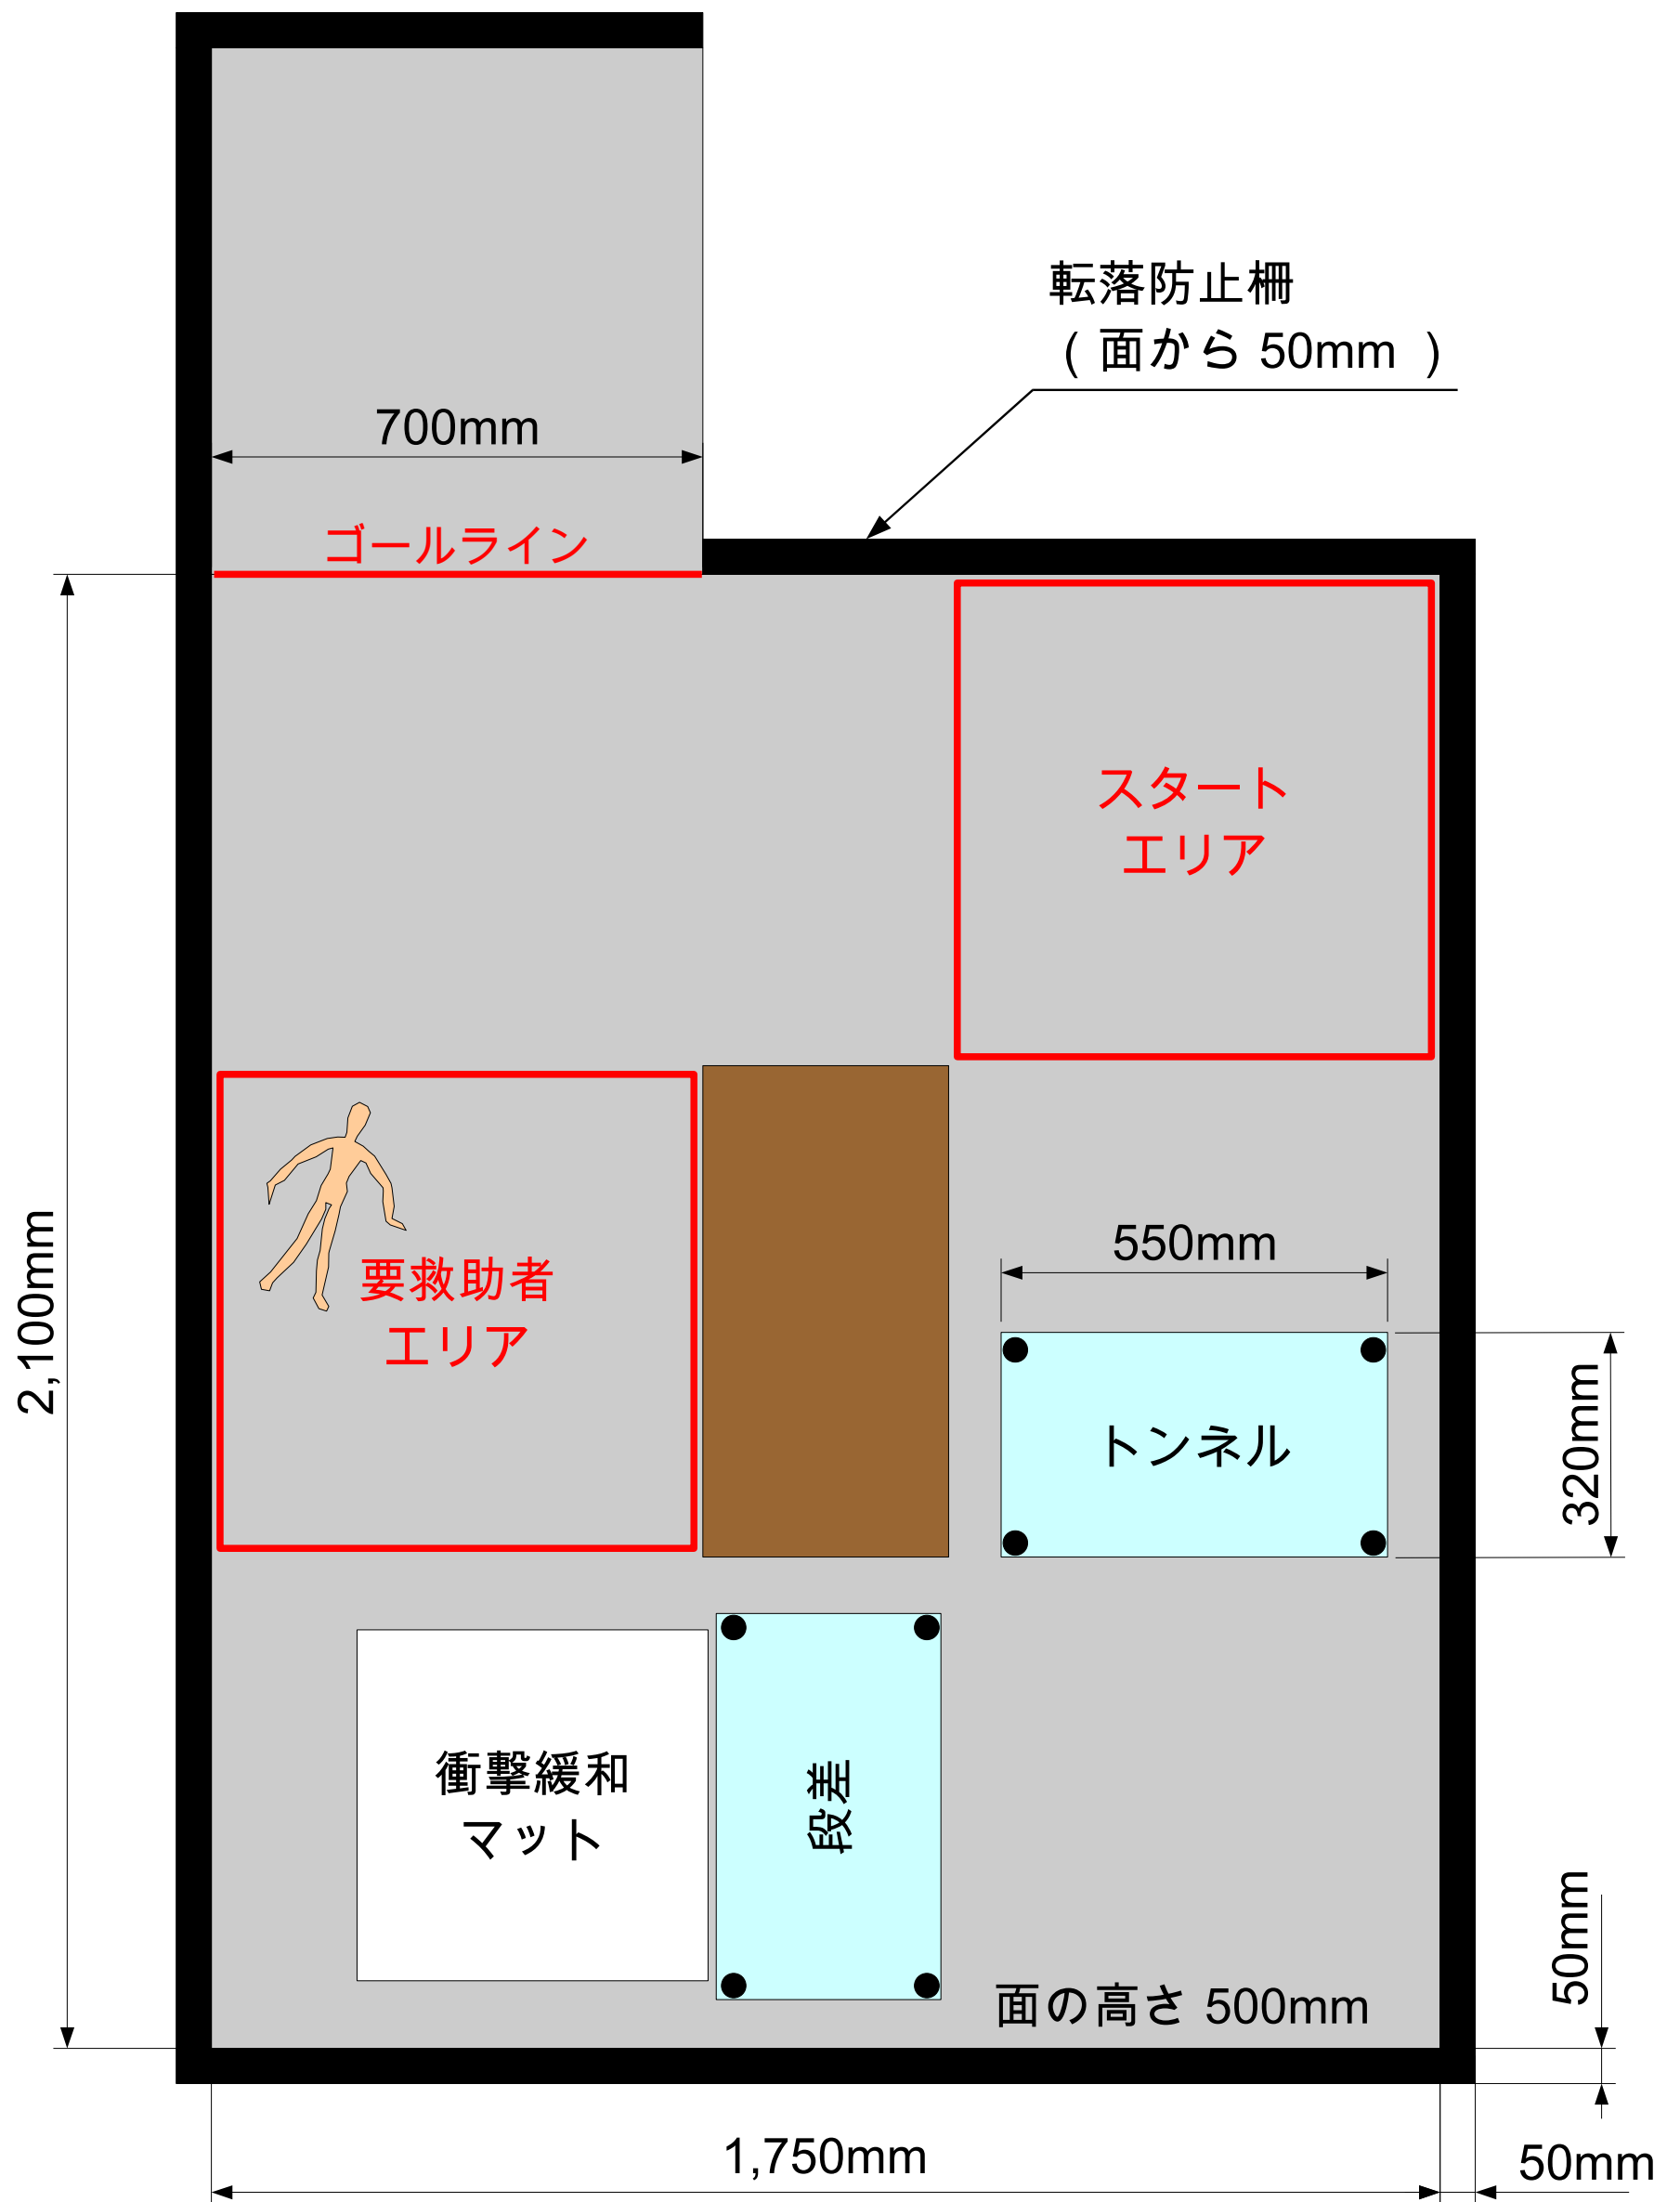 転落防止柵
( 面から 50mm )
700mm
ゴールライン
スタート
エリア
要救助者
エリア
550mm
2,100mm
トンネル
320mm
衝撃緩和
マット
段差
面の高さ 500mm
50mm
1,750mm
50mm